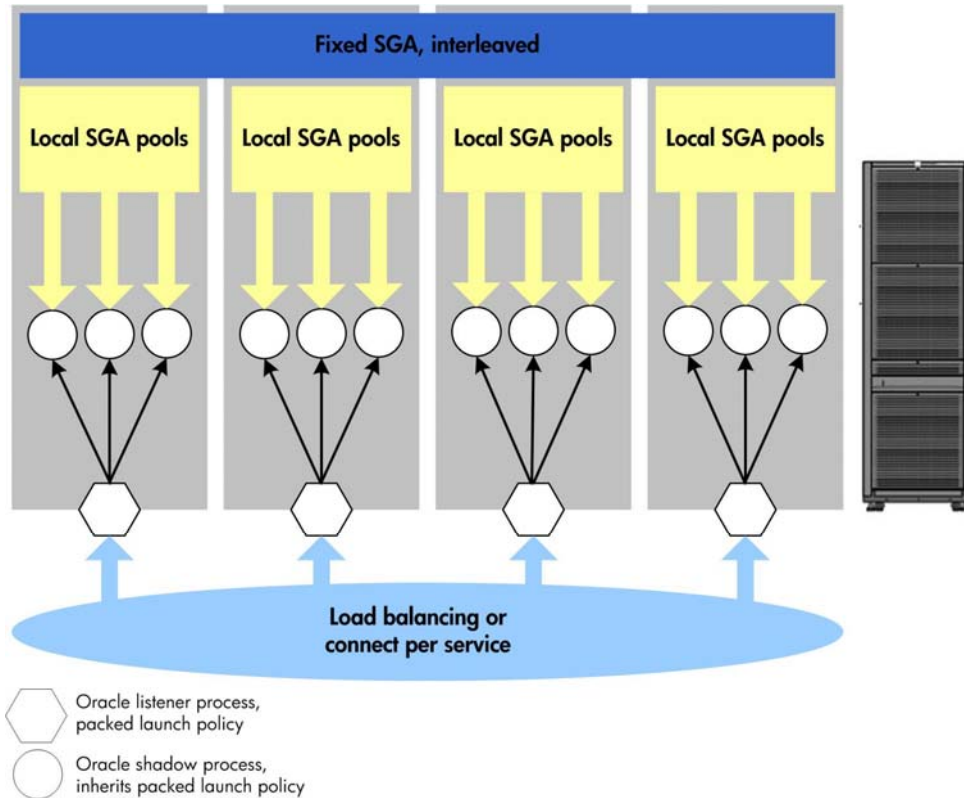 Fixed SGA, interleaved
Local SGA pools
Local SGA pools
Local SGA pools
Local SGA pools
Load balancing or
connect per service
Oracle listener process,
packed launch policy
Oracle shadow process,
inherits packed launch policy